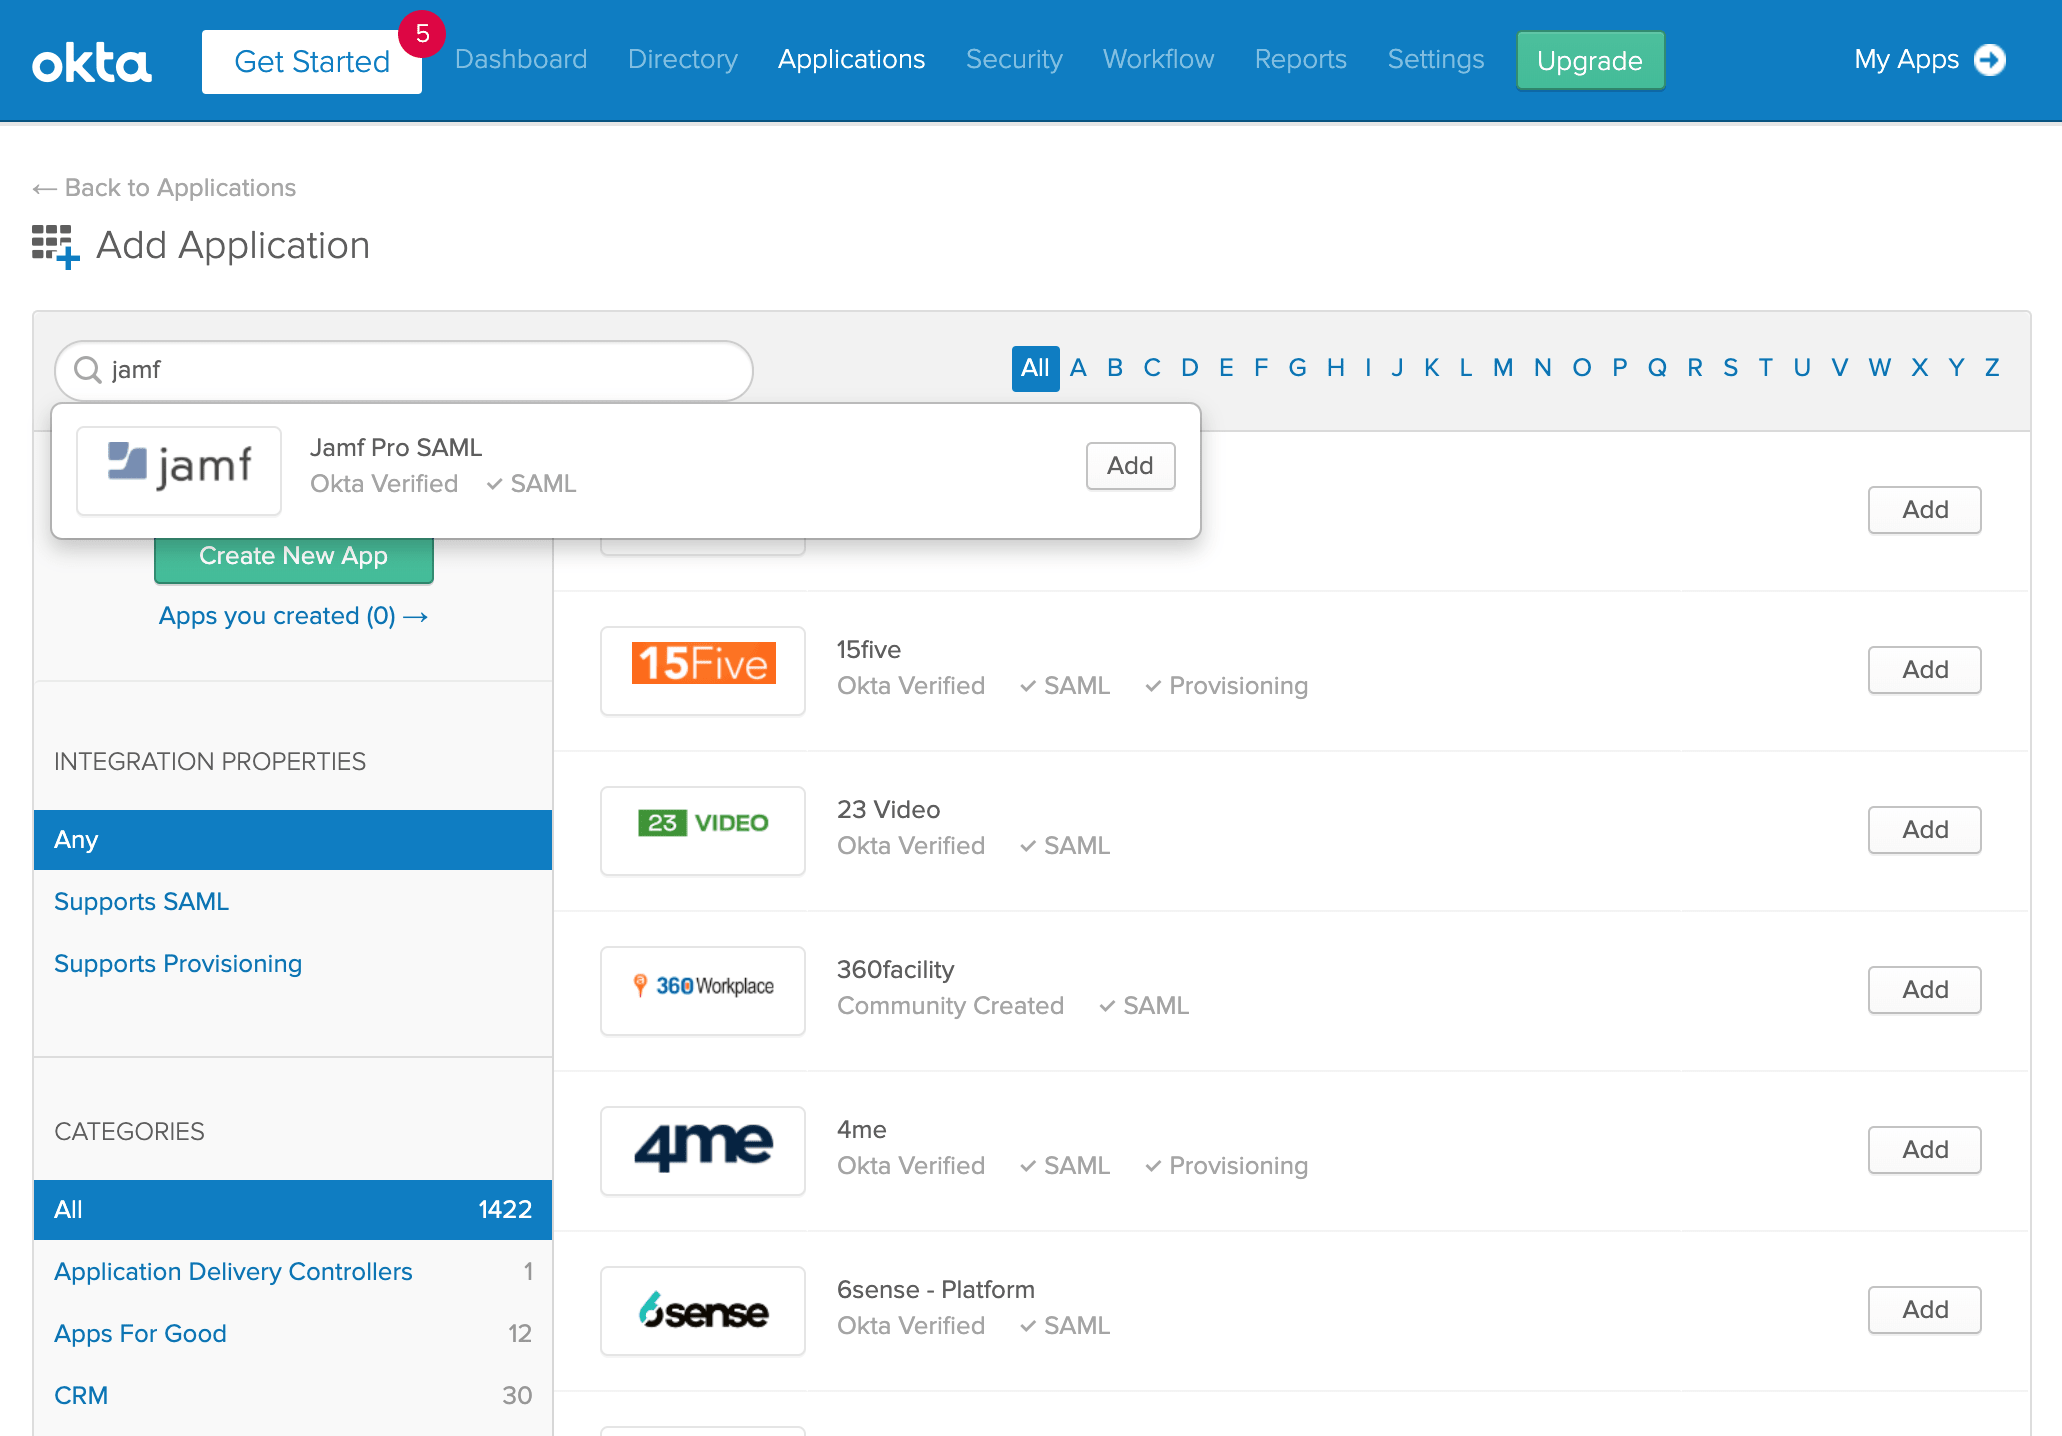 okta
Get Started
5
Dashboard
Directory
Applications
Security
Workflow
Reports
Settings
Upgrade
My Apps
← Back to Applications
Add Application
jamf
All A B C D E F G H I J K L M N O P Q R S T U V W X Y Z
jamf
Jamf Pro SAML
Okta Verified ✓ SAML
Add
Add
Create New App
Apps you created (0) →
INTEGRATION PROPERTIES
Any
Supports SAML
Supports Provisioning
CATEGORIES
All 1422
Application Delivery Controllers 1
Apps For Good 12
CRM 30
15Five
15five
Okta Verified ✓ SAML ✓ Provisioning
Add
23 VIDEO
23 Video
Okta Verified ✓ SAML
Add
360Workplace
360facility
Community Created ✓ SAML
Add
4me
4me
Okta Verified ✓ SAML ✓ Provisioning
Add
6sense
6sense - Platform
Okta Verified ✓ SAML
Add